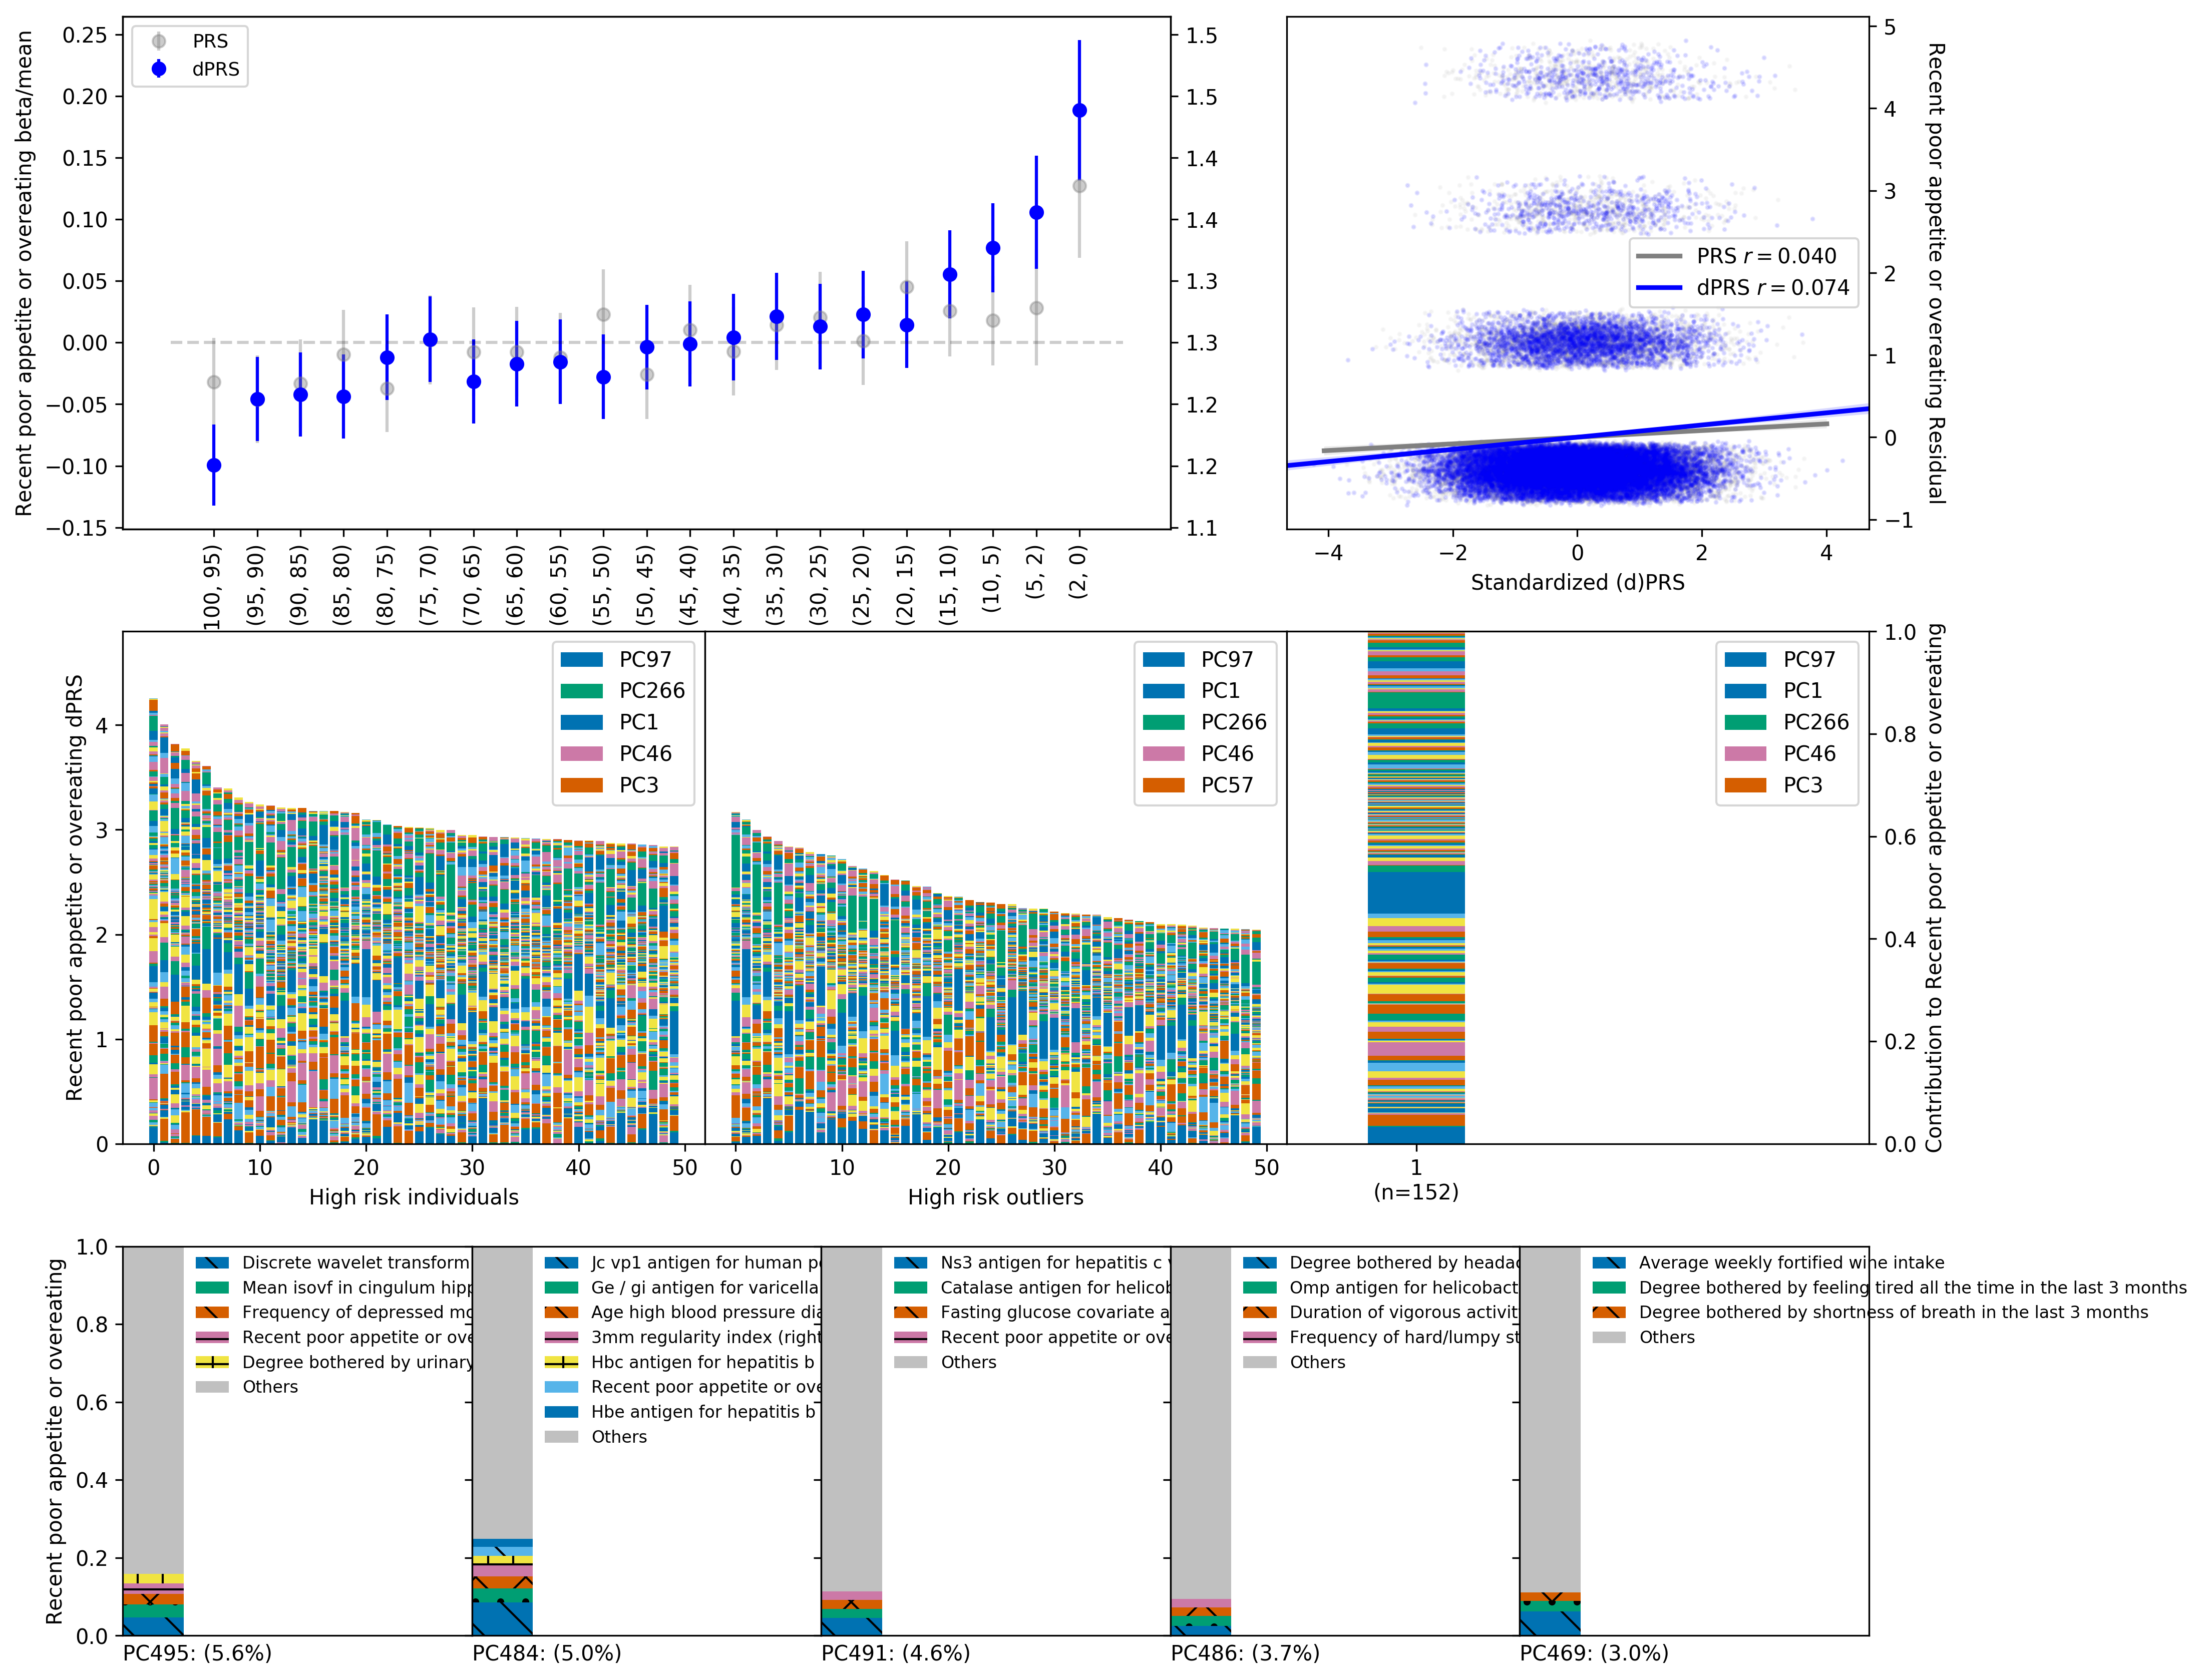 Recent poor appetite or overeating beta/mean
0.25
0.20
0.15
0.10
0.05
0.00
−0.05
−0.10
−0.15
PRS
dPRS
1.5
1.5
1.4
1.4
1.3
1.3
1.2
1.2
1.1
100, 95)
(95, 90)
(90, 85)
(85, 80)
(80, 75)
(75, 70)
(70, 65)
(65, 60)
(60, 55)
(55, 50)
(50, 45)
(45, 40)
(40, 35)
(35, 30)
(30, 25)
(25, 20)
(20, 15)
(15, 10)
(10, 5)
(5, 2)
(2, 0)
PRS r = 0.040
dPRS r = 0.074
5
4
3
2
1
0
−1
Recent poor appetite or overeating Residual
−4
−2
0
2
4
Standardized (d)PRS
Recent poor appetite or overeating dPRS
4
3
2
1
0
PC97
PC266
PC1
PC46
PC3
0
10
20
30
40
50
High risk individuals
PC97
PC1
PC266
PC46
PC57
0
10
20
30
40
50
High risk outliers
PC97
PC1
PC266
PC46
PC3
1
(n=152)
1.0
0.8
0.6
0.4
0.2
0.0
Contribution to Recent poor appetite or overeating
Recent poor appetite or overeating
1.0
0.8
0.6
0.4
0.2
0.0
Discrete wavelet transform
Mean isovf in cingulum hipp
Frequency of depressed mo
Recent poor appetite or ove
Degree bothered by urinary
Others
PC495: (5.6%)
Jc vp1 antigen for human po
Ge / gi antigen for varicella
Age high blood pressure dia
3mm regularity index (right
Hbc antigen for hepatitis b
Recent poor appetite or ove
Hbe antigen for hepatitis b
Others
PC484: (5.0%)
Ns3 antigen for hepatitis c v
Catalase antigen for helicob
Fasting glucose covariate a
Recent poor appetite or ove
Others
PC491: (4.6%)
Degree bothered by headac
Omp antigen for helicobact
Duration of vigorous activit
Frequency of hard/lumpy st
Others
PC486: (3.7%)
Average weekly fortified wine intake
Degree bothered by feeling tired all the time in the last 3 months
Degree bothered by shortness of breath in the last 3 months
Others
PC469: (3.0%)